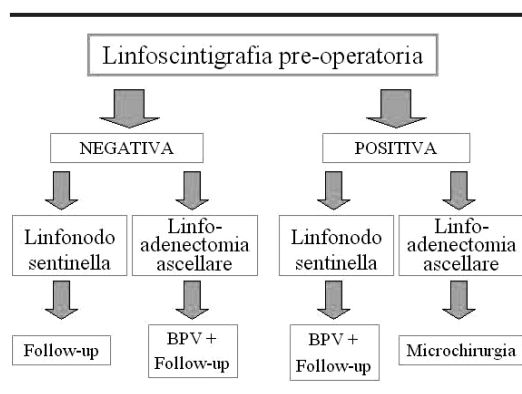 Linfoscintigrafia pre-operatoria
NEGATIVA
POSITIVA
Linfonodo
sentinella
Linfo-
adenectomia
ascellare
Linfonodo
sentinella
Linfo-
adenectomia
ascellare
Follow-up
BPV +
Follow-up
BPV +
Follow-up
Microchirurgia